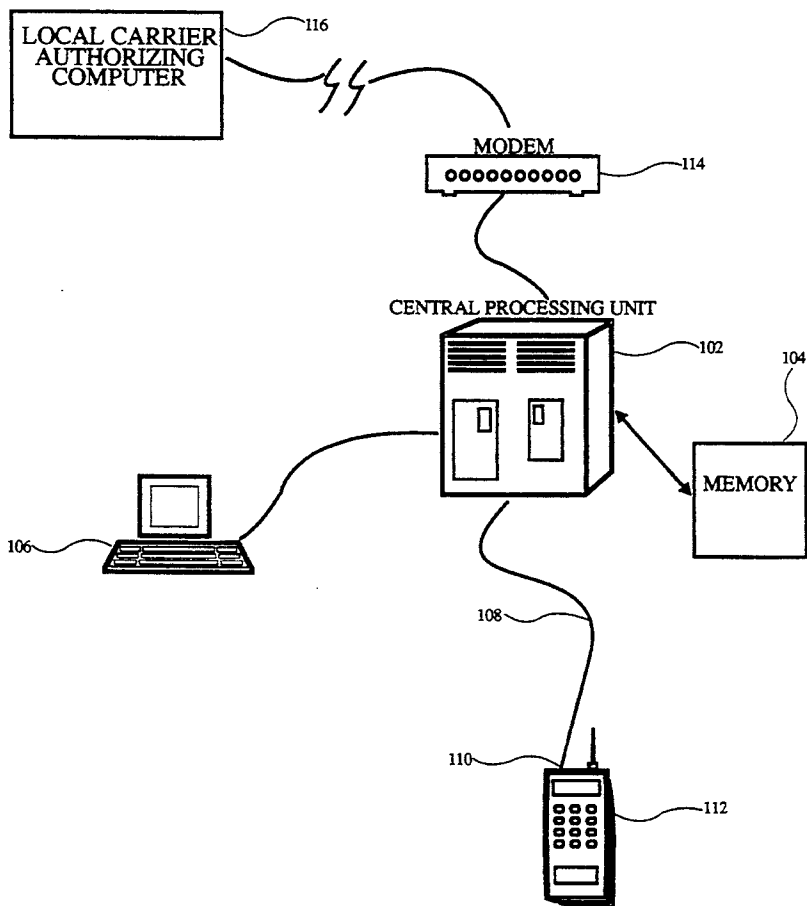 116
LOCAL CARRIER
AUTHORIZING
COMPUTER
MODEM
114
CENTRAL PROCESSING UNIT
102
104
MEMORY
106
108
110
112